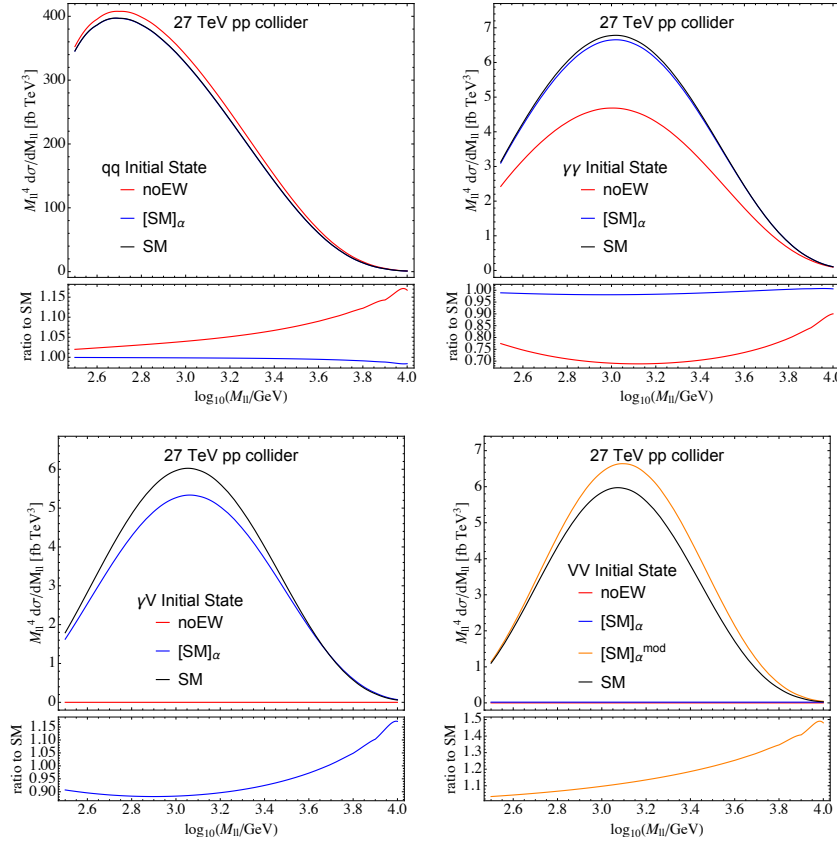 27 TeV pp collider
M_ll^4 dσ/dM_ll [fb TeV^3]
400
300
200
100
0
qq Initial State
noEW
[SM]_α
SM
ratio to SM
1.15
1.10
1.05
1.00
2.6 2.8 3.0 3.2 3.4 3.6 3.8 4.0
log_10(M_ll/GeV)
27 TeV pp collider
M_ll^4 dσ/dM_ll [fb TeV^3]
7
6
5
4
3
2
1
0
γγ Initial State
noEW
[SM]_α
SM
ratio to SM
1.00
0.95
0.90
0.85
0.80
0.75
0.70
2.6 2.8 3.0 3.2 3.4 3.6 3.8 4.0
log_10(M_ll/GeV)
27 TeV pp collider
M_ll^4 dσ/dM_ll [fb TeV^3]
6
5
4
3
2
1
0
γV Initial State
noEW
[SM]_α
SM
ratio to SM
1.15
1.10
1.05
1.00
0.95
0.90
2.6 2.8 3.0 3.2 3.4 3.6 3.8 4.0
log_10(M_ll/GeV)
27 TeV pp collider
M_ll^4 dσ/dM_ll [fb TeV^3]
7
6
5
4
3
2
1
0
VV Initial State
noEW
[SM]_α
[SM]_α^mod
SM
ratio to SM
1.5
1.4
1.3
1.2
1.1
2.6 2.8 3.0 3.2 3.4 3.6 3.8 4.0
log_10(M_ll/GeV)